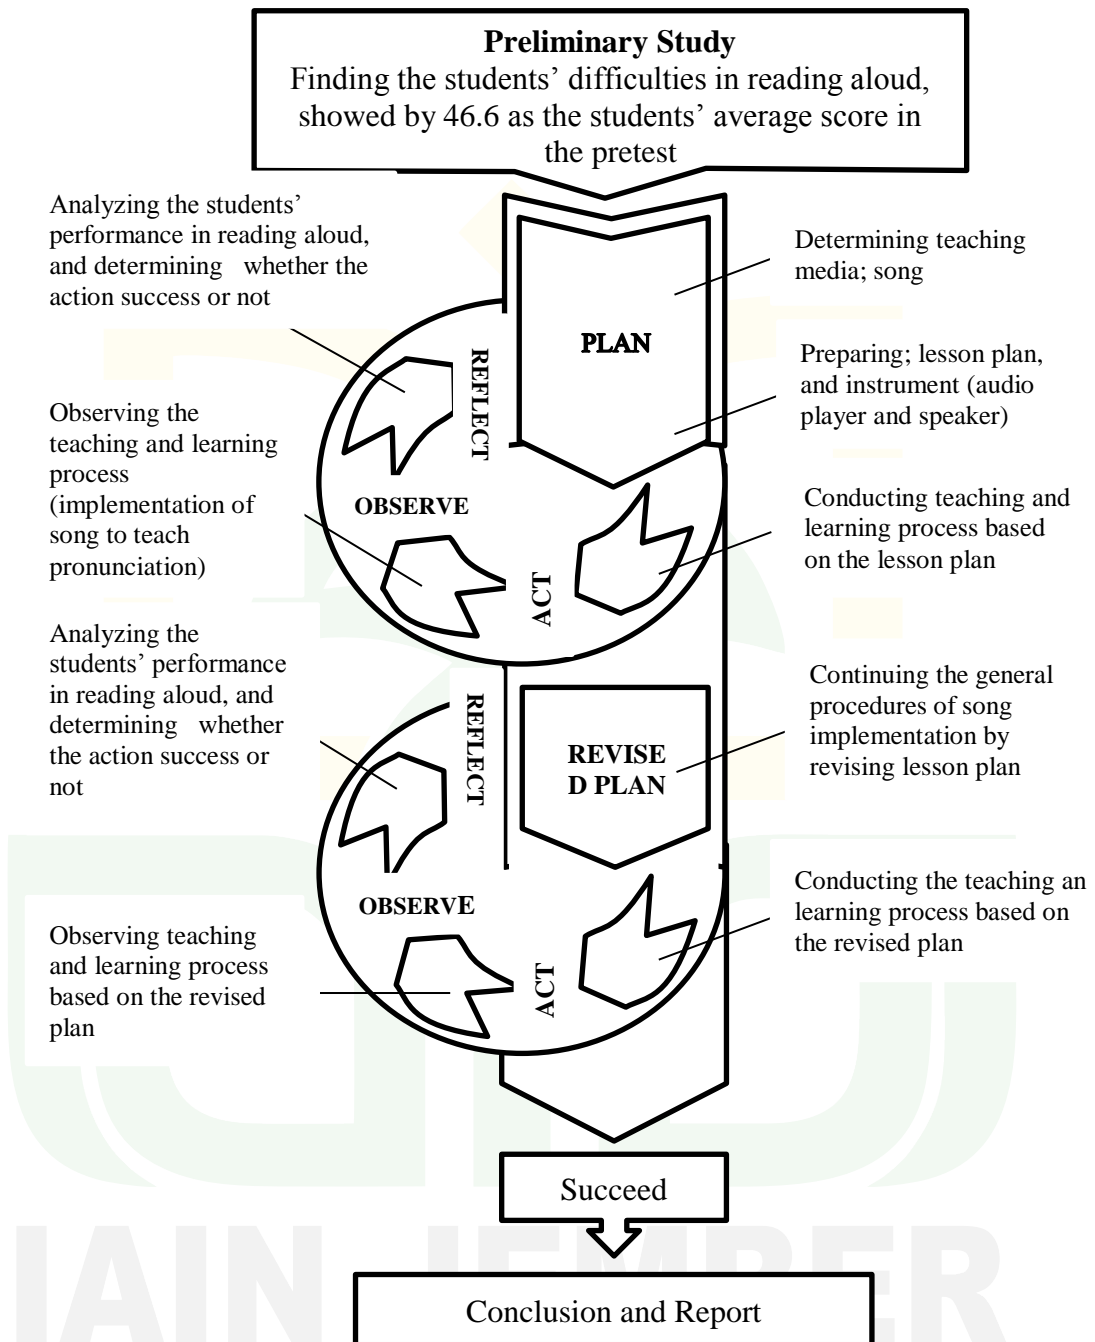 Preliminary Study
Finding the students’ difficulties in reading aloud,
showed by 46.6 as the students’ average score in
the pretest
Analyzing the students’
performance in reading aloud,
and determining whether the
action success or not
Determining teaching
media; song
PLAN
Preparing; lesson plan,
and instrument (audio
player and speaker)
REFLECT
Observing the
teaching and learning
process
(implementation of
song to teach
pronunciation)
OBSERVE
Conducting teaching and
learning process based
on the lesson plan
ACT
Analyzing the
students’ performance
in reading aloud, and
determining whether
the action success or
not
REFLECT
REVISE
D PLAN
Continuing the general
procedures of song
implementation by
revising lesson plan
OBSERVE
Conducting the teaching an
learning process based on
the revised plan
Observing teaching
and learning process
based on the revised
plan
ACT
Succeed
IAIN JEMBER
Conclusion and Report